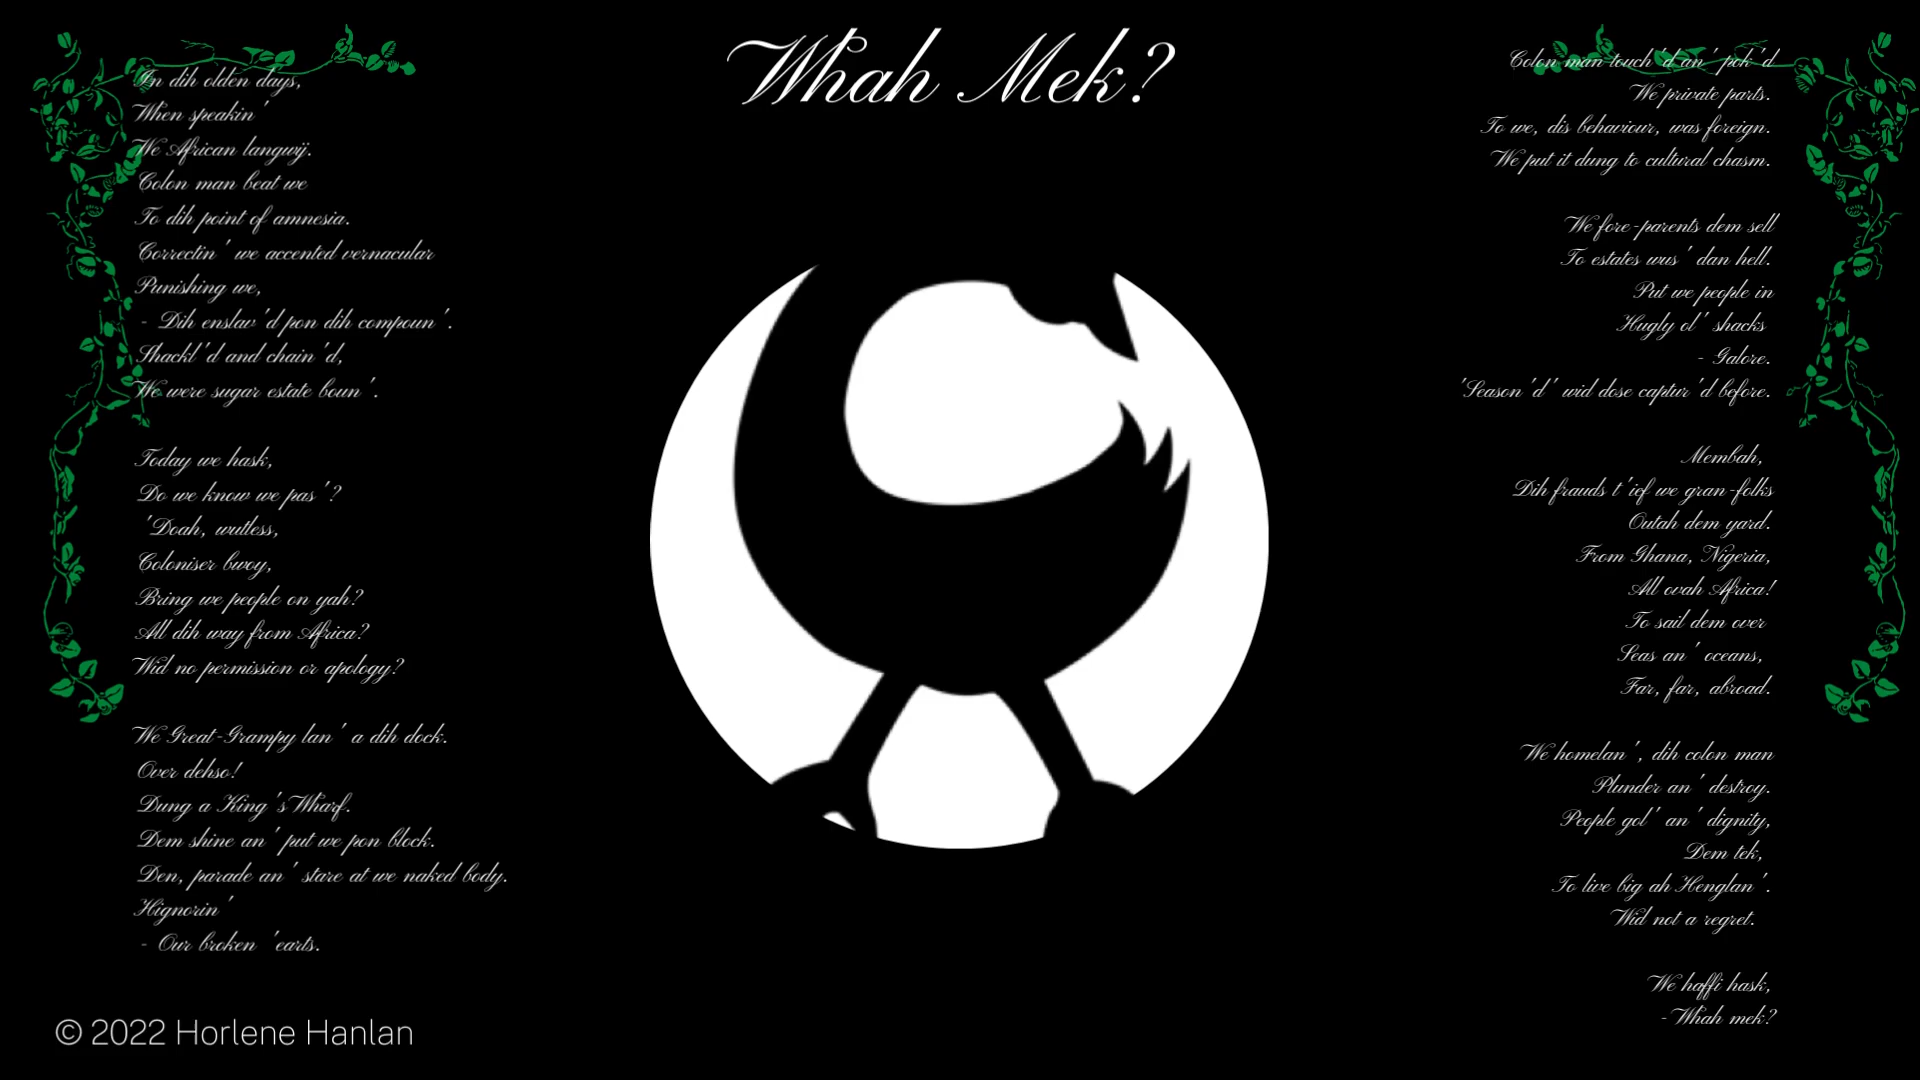 Whah Mek?
In dih olden days,
When speakin'
We African langwij.
Colon man beat we
To dih point of amnesia.
Correctin' we accented vernacular
Punishing we,
- Dih enslav'd pon dih compoun'.
Shackl'd and chain'd,
We were sugar estate boun'.
Today we hask,
Do we know we pas'?
'Doah, wutless,
Coloniser bwoy,
Bring we people on yah?
All dih way from Africa?
Wid no permission or apology?
We Great-Grampy lan' a dih dock.
Over dehso!
Dung a King's Wharf.
Dem shine an' put we pon block.
Den, parade an' stare at we naked body.
Hignorin'
- Our broken 'earts.
Colon man touch'd an' pok'd
We private parts.
To we, dis behaviour, was foreign.
We put it dung to cultural chasm.
We fore-parents dem sell
To estates wus' dan hell.
Put we people in
Hugly ol' shacks
- Galore.
'Season'd' wid dose captur'd before.
Membah,
Dih frauds t'ief we gran-folks
Outah dem yard.
From Ghana, Nigeria,
All ovah Africa!
To sail dem over
Seas an' oceans,
Far, far, abroad.
We homelan', dih colon man
Plunder an' destroy.
People gol' an' dignity,
Dem tek,
To live big ah Henglan'.
Wid not a regret.
We haffi hask,
-Whah mek?
© 2022 Horlene Hanlan